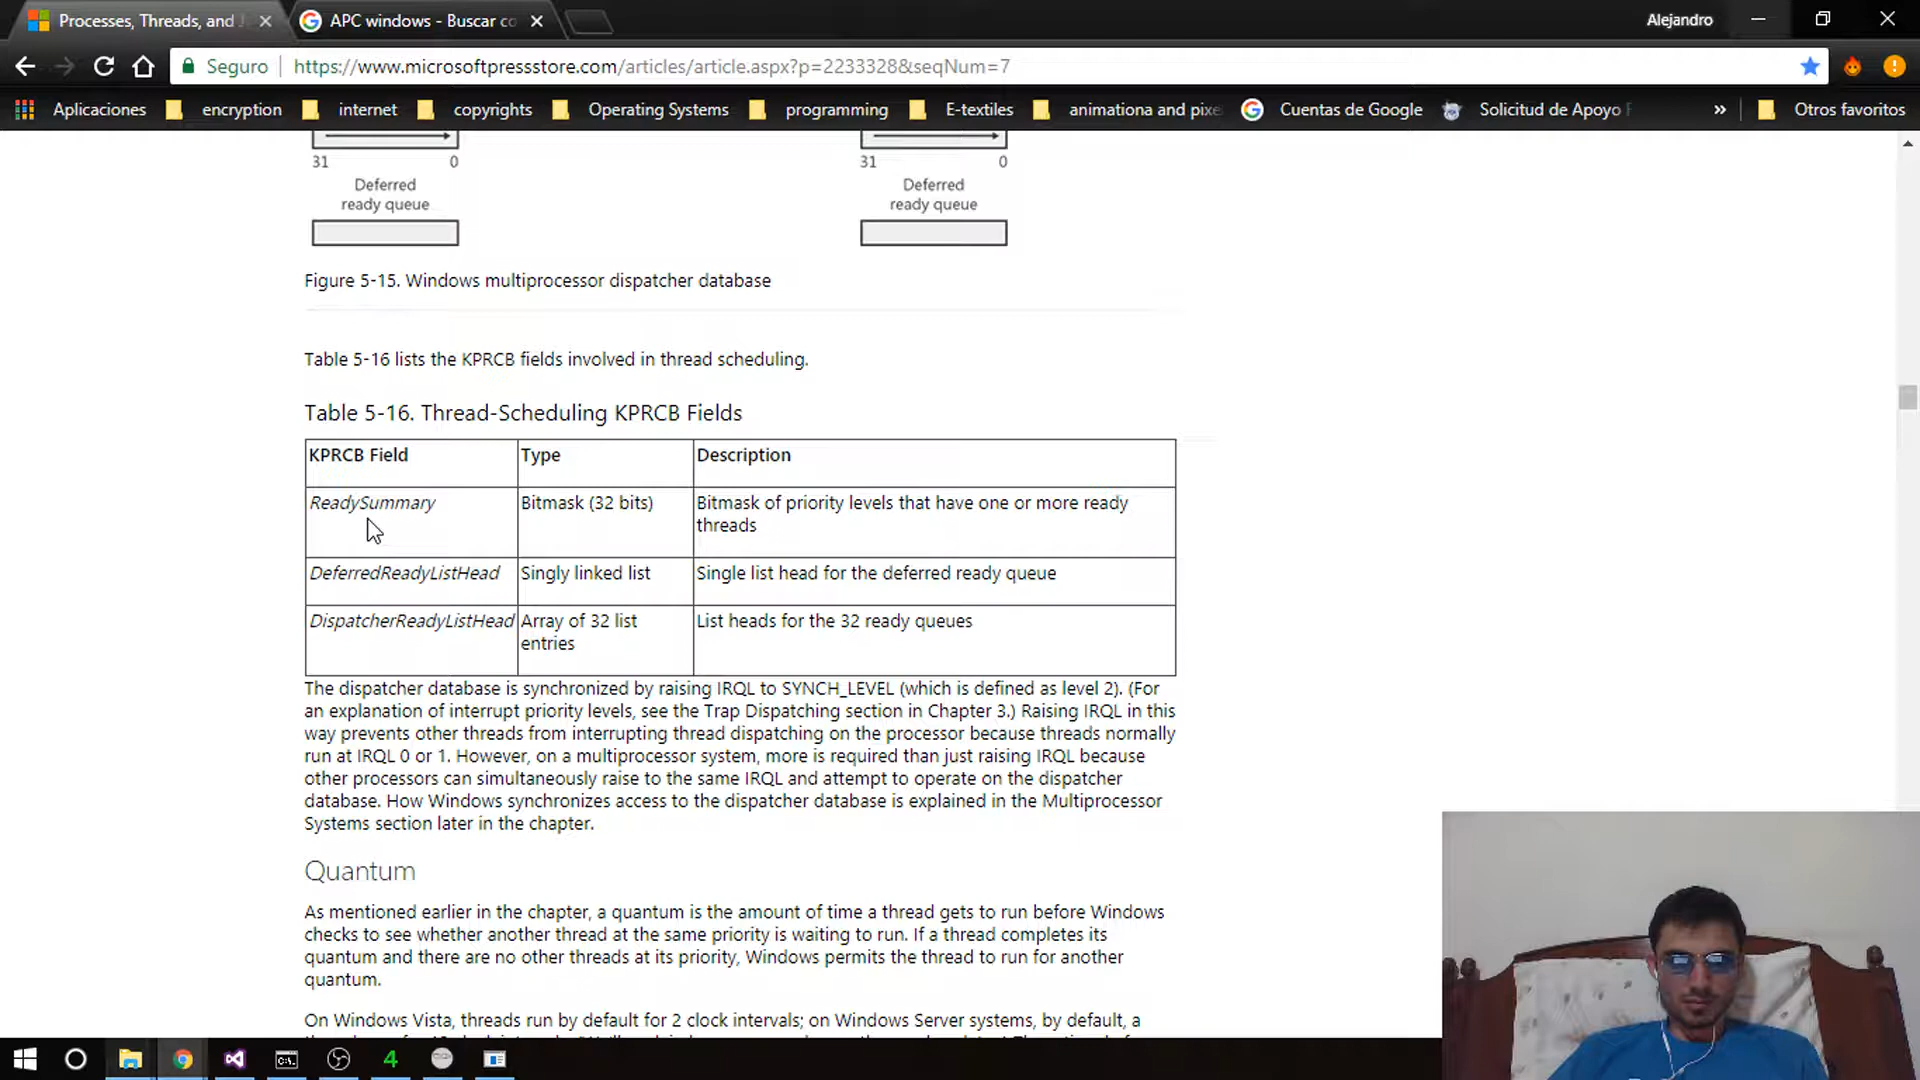 Processes, Threads, and J
APC windows - Buscar co
Alejandro
Seguro
https://www.microsoftpressstore.com/articles/article.aspx?p=2233328&seqNum=7
Aplicaciones
encryption
internet
copyrights
Operating Systems
programming
E-textiles
animationa and pixe
Cuentas de Google
Solicitud de Apoyo
»
Otros favoritos
31 0
31 0
Deferred
ready queue
Deferred
ready queue
Figure 5-15. Windows multiprocessor dispatcher database
Table 5-16 lists the KPRCB fields involved in thread scheduling.
Table 5-16. Thread-Scheduling KPRCB Fields
KPRCB Field Type Description
ReadySummary Bitmask (32 bits) Bitmask of priority levels that have one or more ready
threads
DeferredReadyListHead Singly linked list Single list head for the deferred ready queue
DispatcherReadyListHead Array of 32 list List heads for the 32 ready queues
entries
The dispatcher database is synchronized by raising IRQL to SYNCH_LEVEL (which is defined as level 2). (For
an explanation of interrupt priority levels, see the Trap Dispatching section in Chapter 3.) Raising IRQL in this
way prevents other threads from interrupting thread dispatching on the processor because threads normally
run at IRQL 0 or 1. However, on a multiprocessor system, more is required than just raising IRQL because
other processors can simultaneously raise to the same IRQL and attempt to operate on the dispatcher
database. How Windows synchronizes access to the dispatcher database is explained in the Multiprocessor
Systems section later in the chapter.
Quantum
As mentioned earlier in the chapter, a quantum is the amount of time a thread gets to run before Windows
checks to see whether another thread at the same priority is waiting to run. If a thread completes its
quantum and there are no other threads at its priority, Windows permits the thread to run for another
quantum.
On Windows Vista, threads run by default for 2 clock intervals; on Windows Server systems, by default, a
4